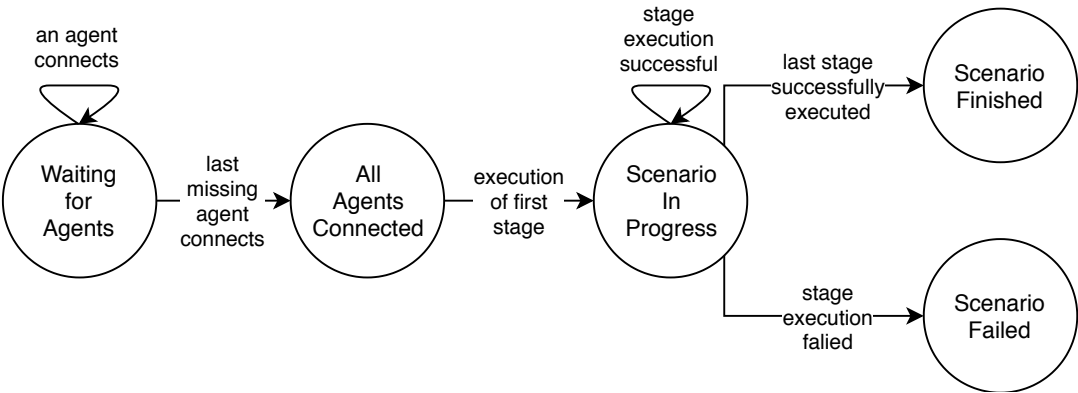 an agent
connects
Waiting
for
Agents
last
missing
agent
connects
All
Agents
Connected
execution
of first
stage
stage
execution
successful
Scenario
In
Progress
last stage
successfully
executed
Scenario
Finished
stage
execution
falied
Scenario
Failed